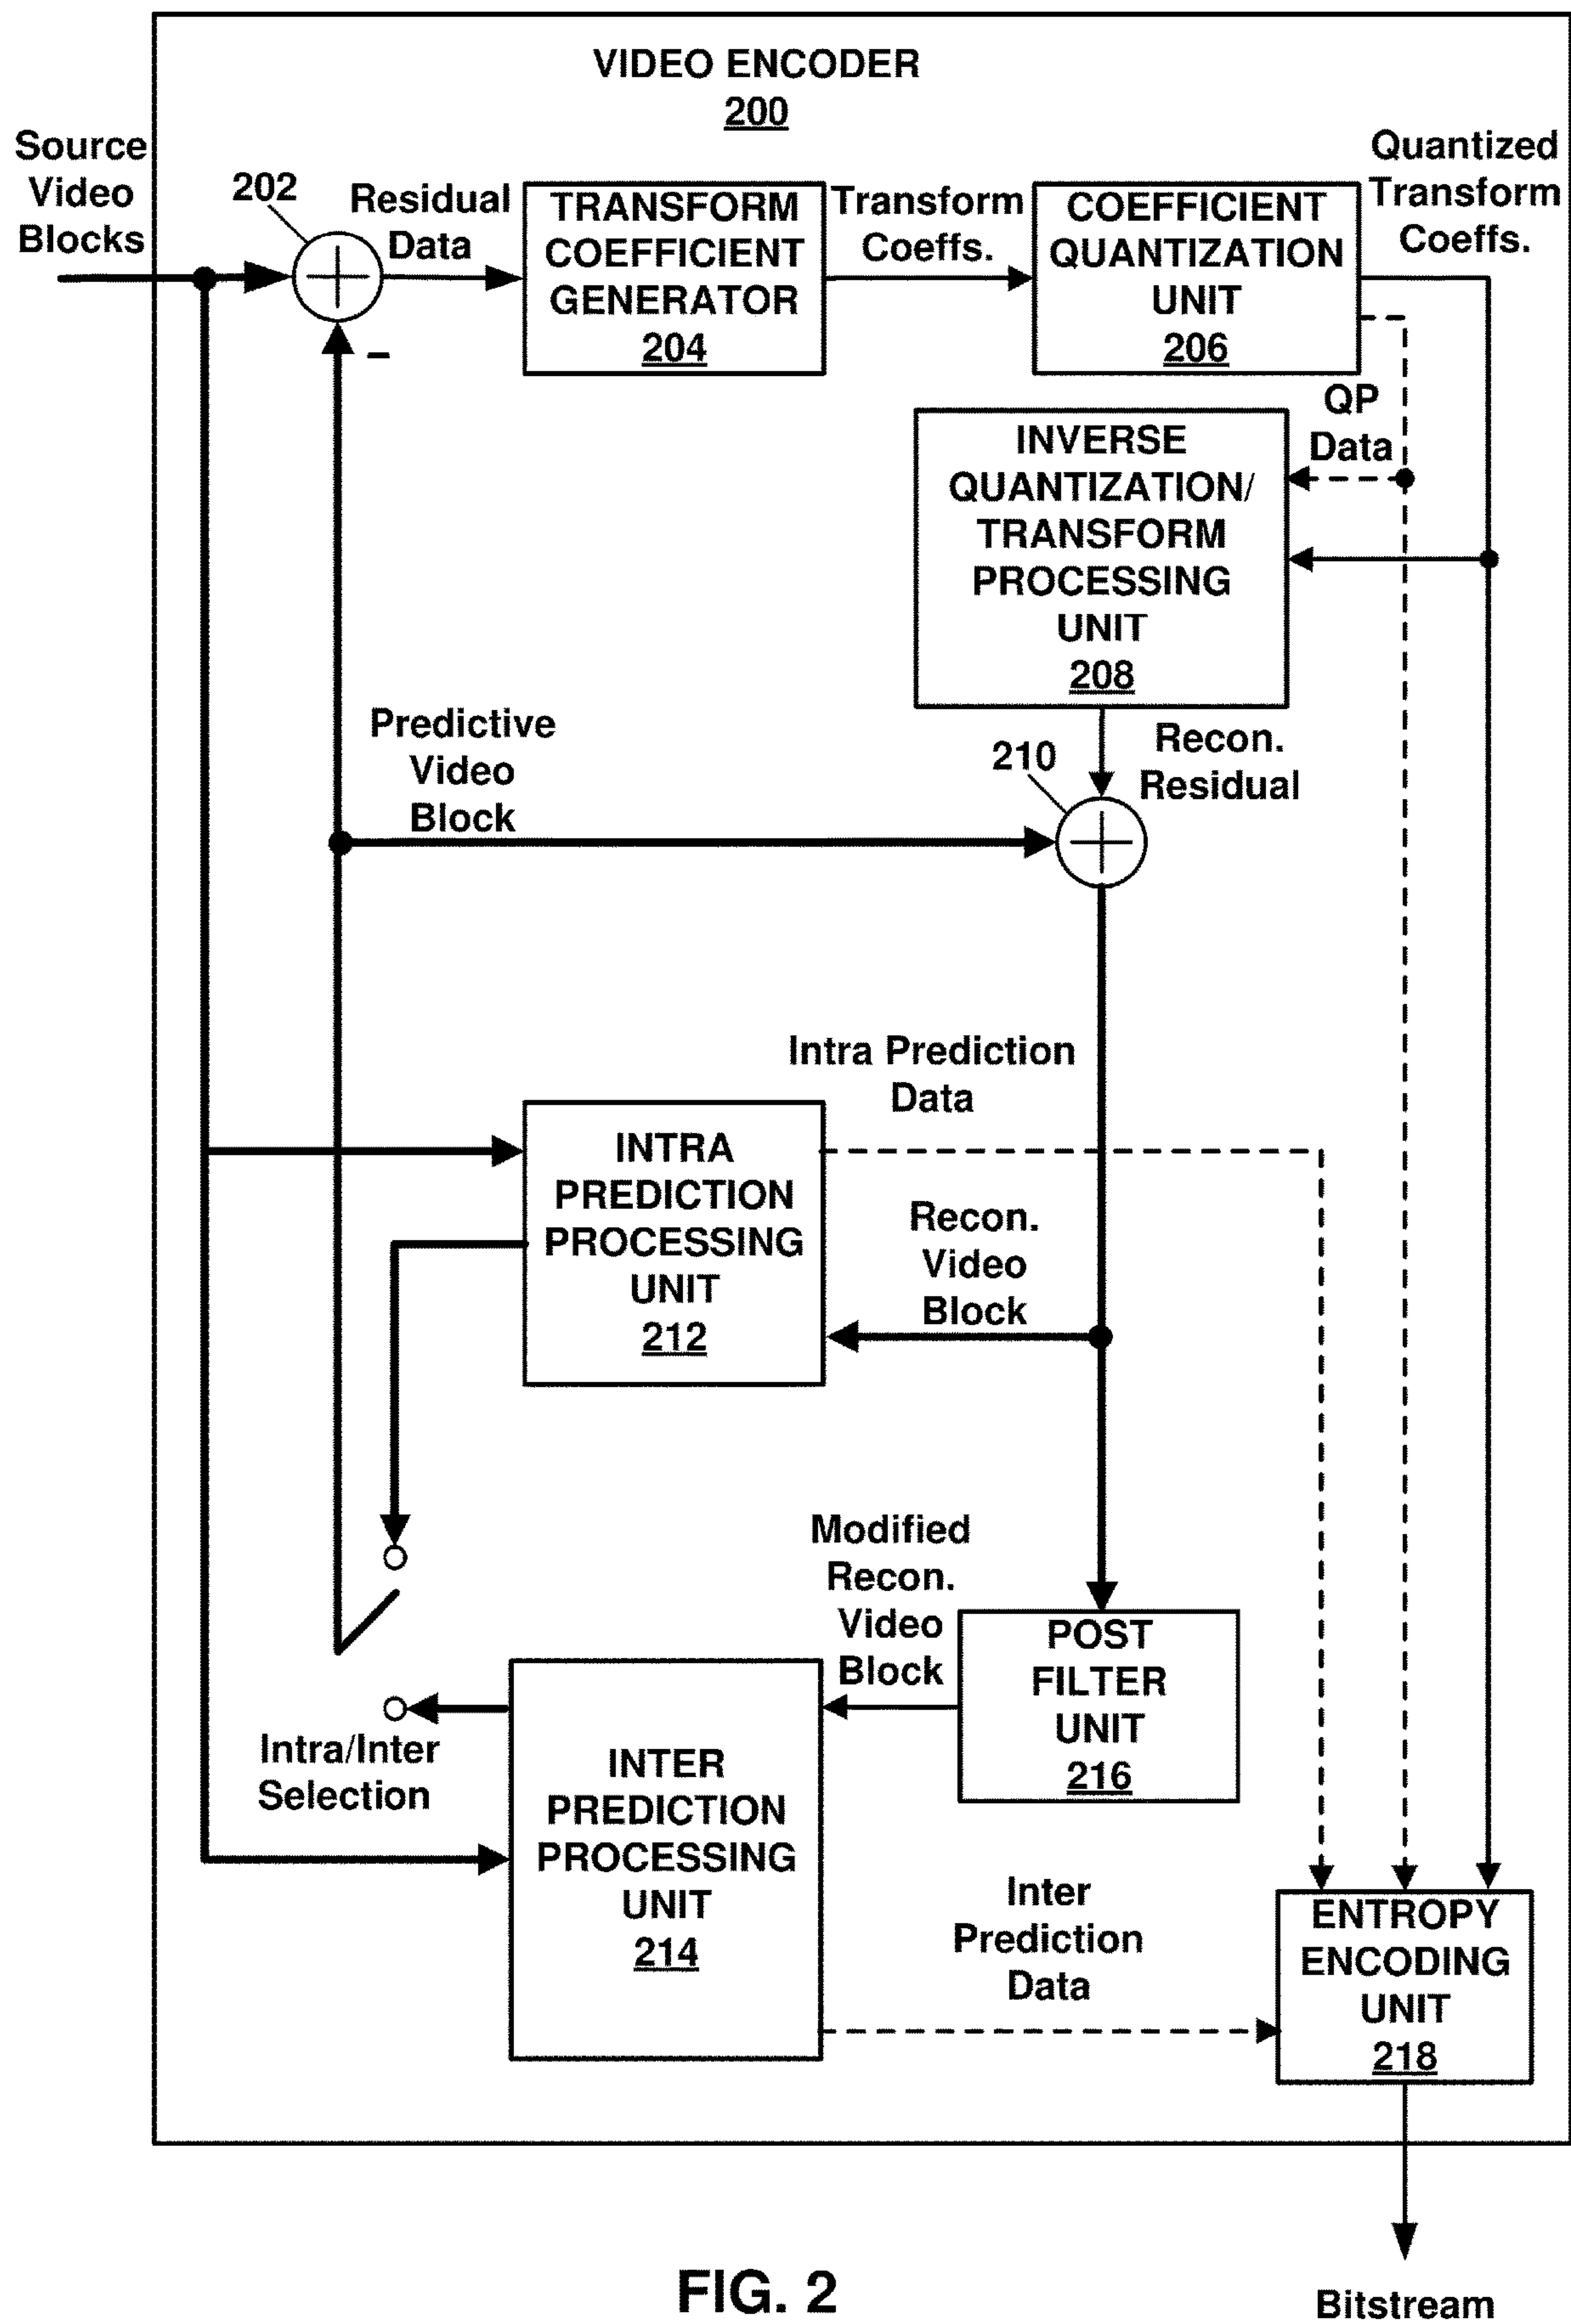 VIDEO ENCODER
200
Source
Video
Blocks
202
Residual
Data
TRANSFORM
COEFFICIENT
GENERATOR
204
Transform
Coeffs.
COEFFICIENT
QUANTIZATION
UNIT
206
Quantized
Transform
Coeffs.
-
QP
Data
INVERSE
QUANTIZATION/
TRANSFORM
PROCESSING
UNIT
208
Predictive
Video
Block
210
Recon.
Residual
Intra Prediction
Data
INTRA
PREDICTION
PROCESSING
UNIT
212
Recon.
Video
Block
Modified
Recon.
Video
Block
POST
FILTER
UNIT
216
Intra/Inter
Selection
INTER
PREDICTION
PROCESSING
UNIT
214
Inter
Prediction
Data
ENTROPY
ENCODING
UNIT
218
FIG. 2
Bitstream